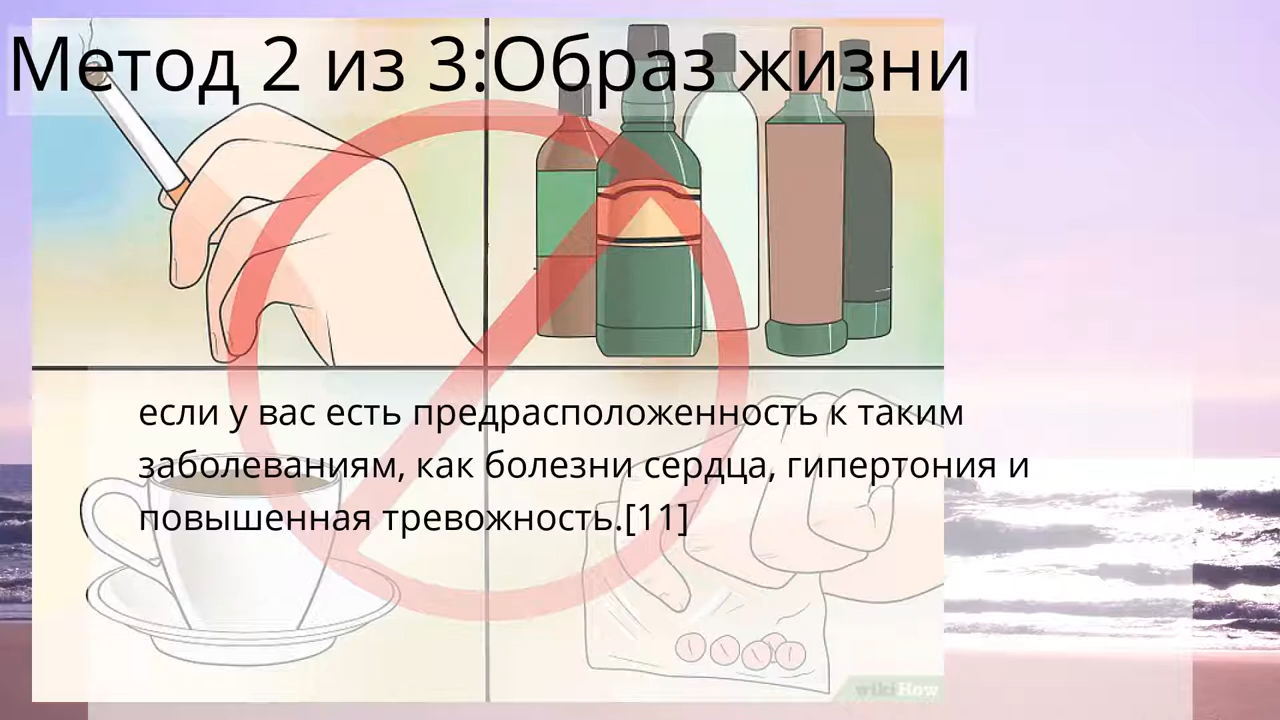 Метод 2 из 3:Образ жизни
если у вас есть предрасположенность к таким
заболеваниям, как болезни сердца, гипертония и
повышенная тревожность.[11]
wikiHow